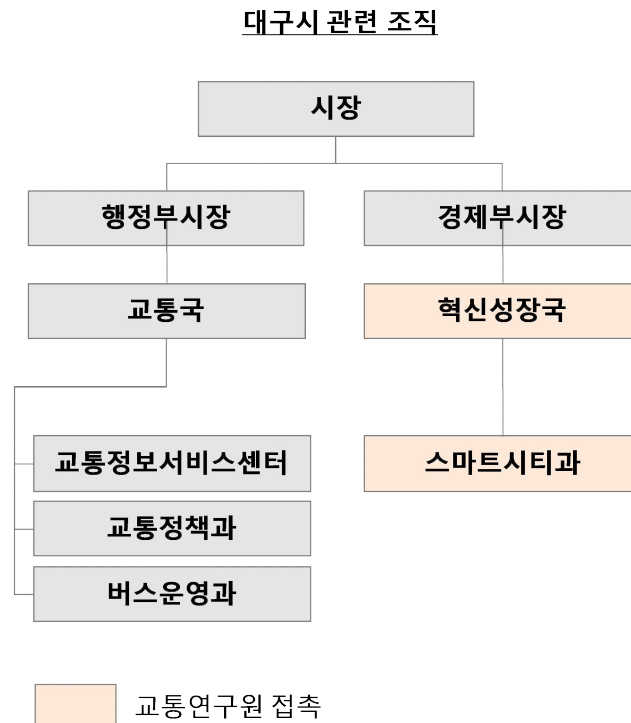 대구시 관련 조직
시장
행정부시장
경제부시장
교통국
혁신성장국
교통정보서비스센터
스마트시티과
교통정책과
버스운영과
교통연구원 접촉